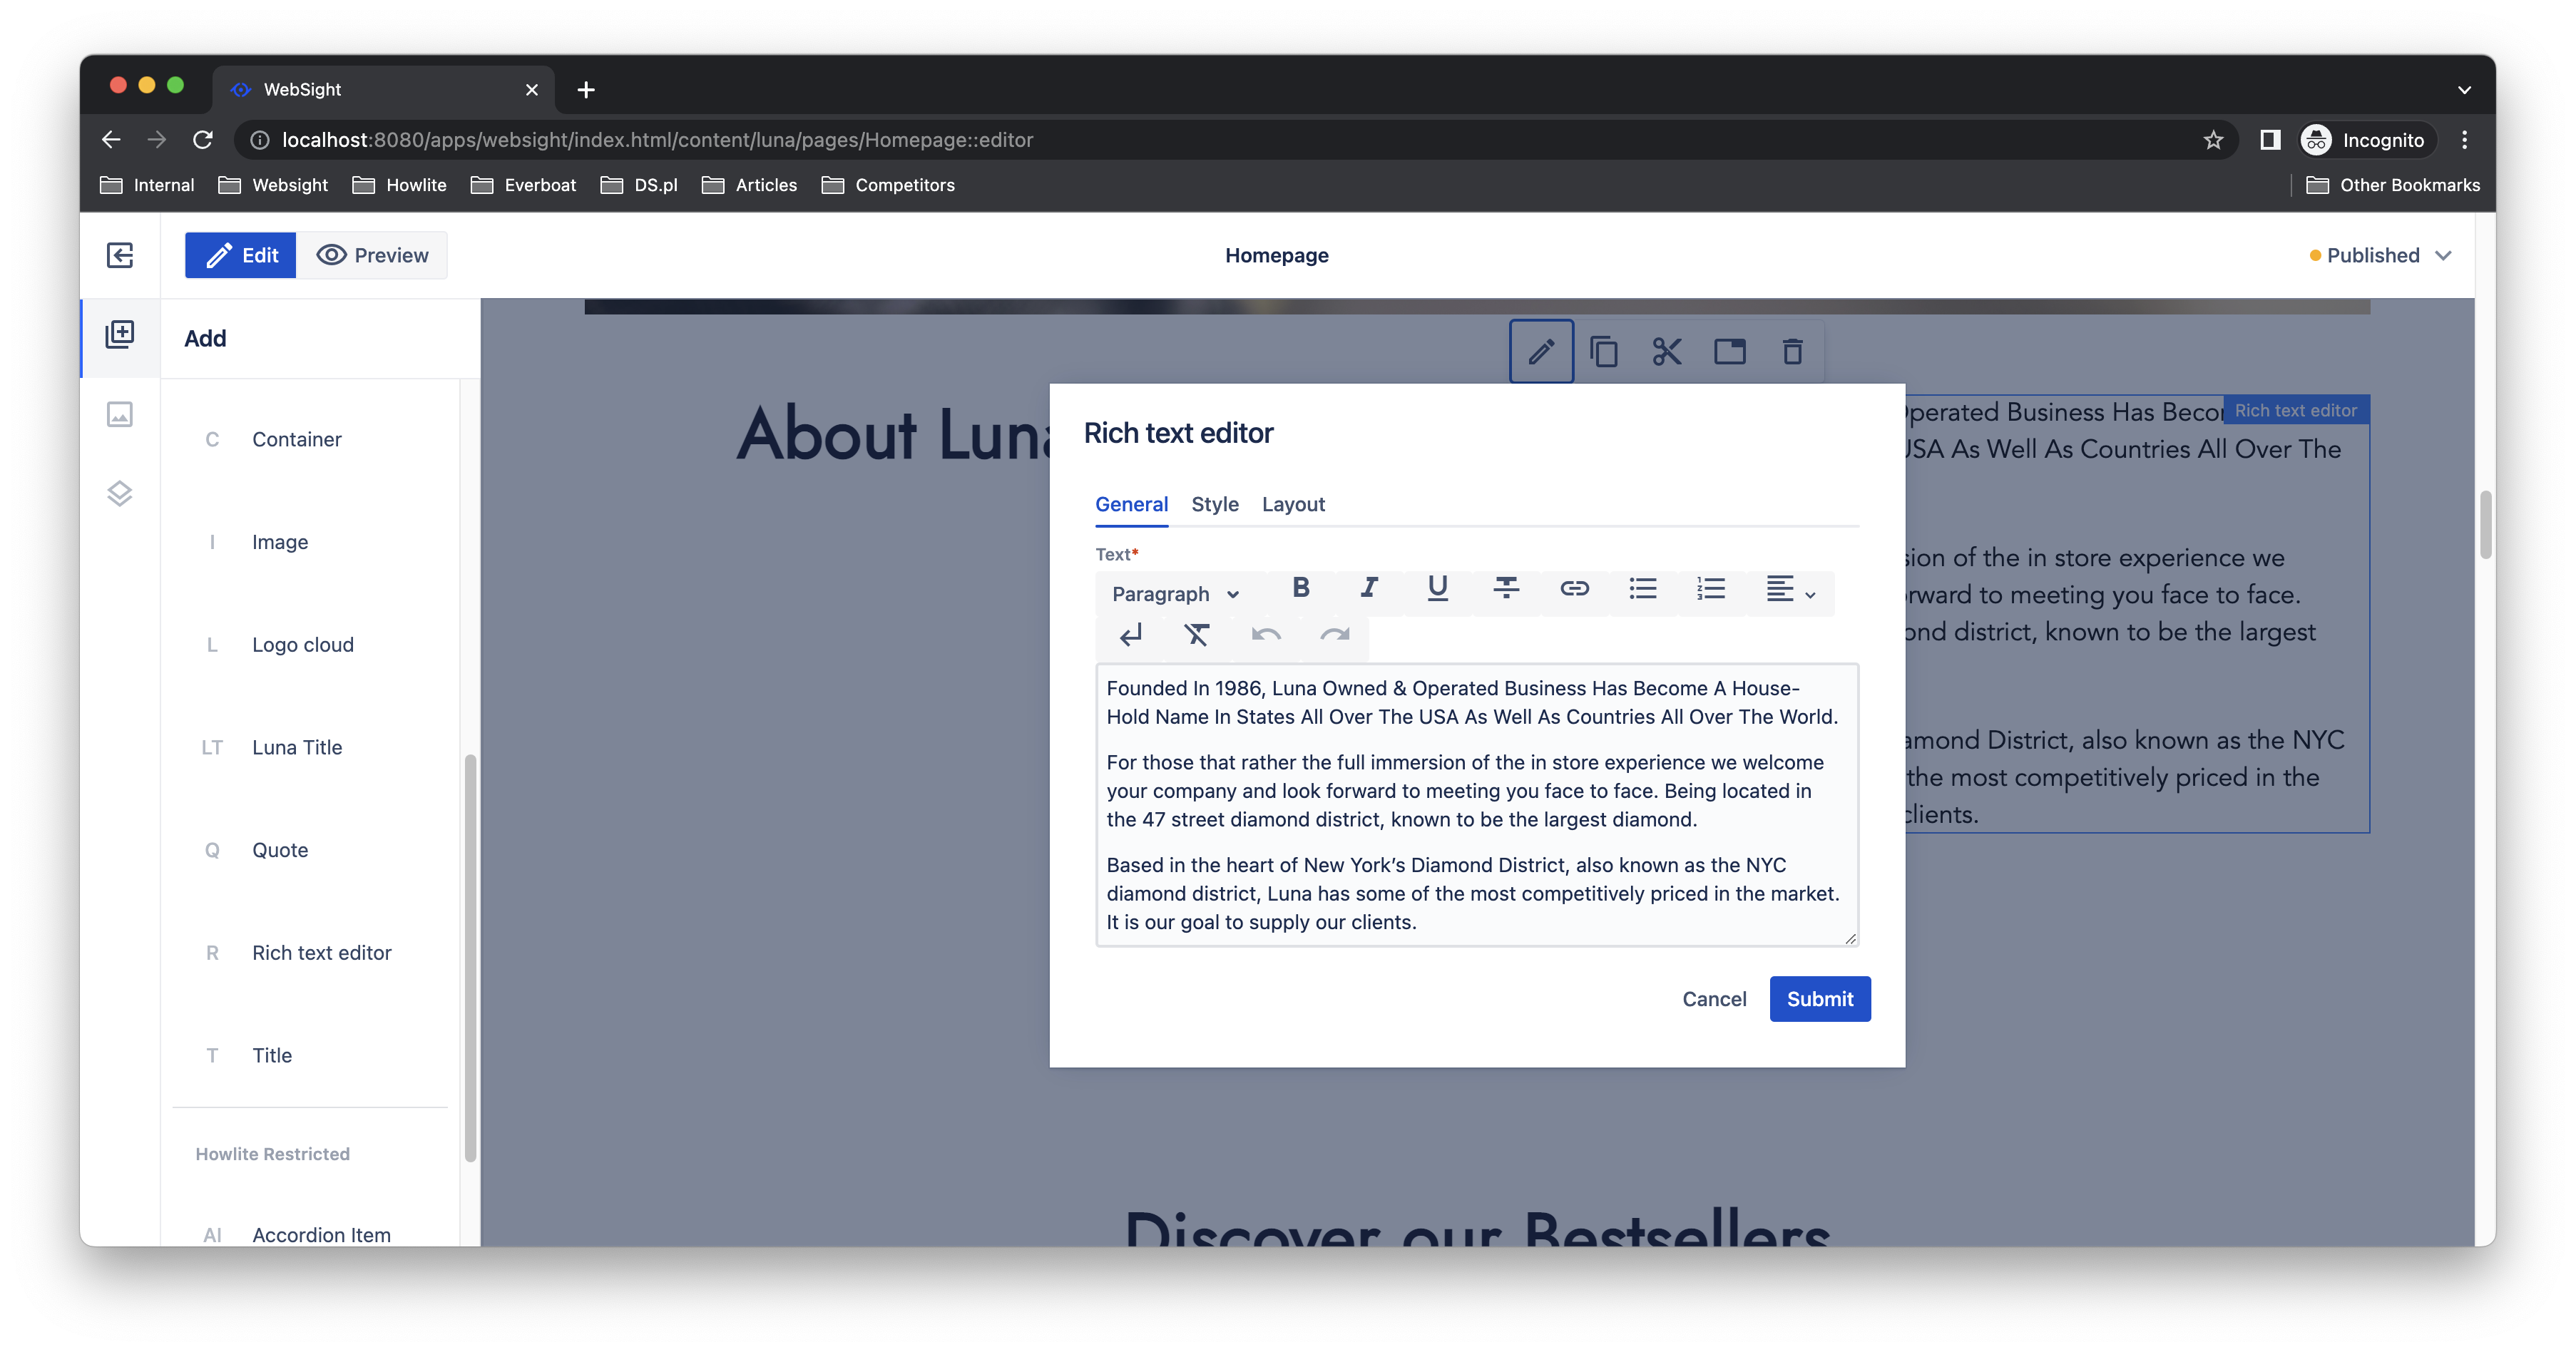 WebSight
localhost:8080/apps/websight/index.html/content/luna/pages/Homepage::editor
Incognito
Internal Websight Howlite Everboat DS.pl Articles Competitors Other Bookmarks
Edit Preview Homepage Published
Add
C Container
I Image
L Logo cloud
LT Luna Title
Q Quote
R Rich text editor
T Title
Howlite Restricted
AI Accordion Item
About Luna
Rich text editor
General Style Layout
Text*
Paragraph B I U
Founded In 1986, Luna Owned & Operated Business Has Become A House-
Hold Name In States All Over The USA As Well As Countries All Over The World.
For those that rather the full immersion of the in store experience we welcome
your company and look forward to meeting you face to face. Being located in
the 47 street diamond district, known to be the largest diamond.
Based in the heart of New York’s Diamond District, also known as the NYC
diamond district, Luna has some of the most competitively priced in the market.
It is our goal to supply our clients.
Cancel Submit
Operated Business Has Becom
Rich text editor
USA As Well As Countries All Over The
sion of the in store experience we
rward to meeting you face to face.
ond district, known to be the largest
amond District, also known as the NYC
the most competitively priced in the
clients.
Discover our Bestsellers